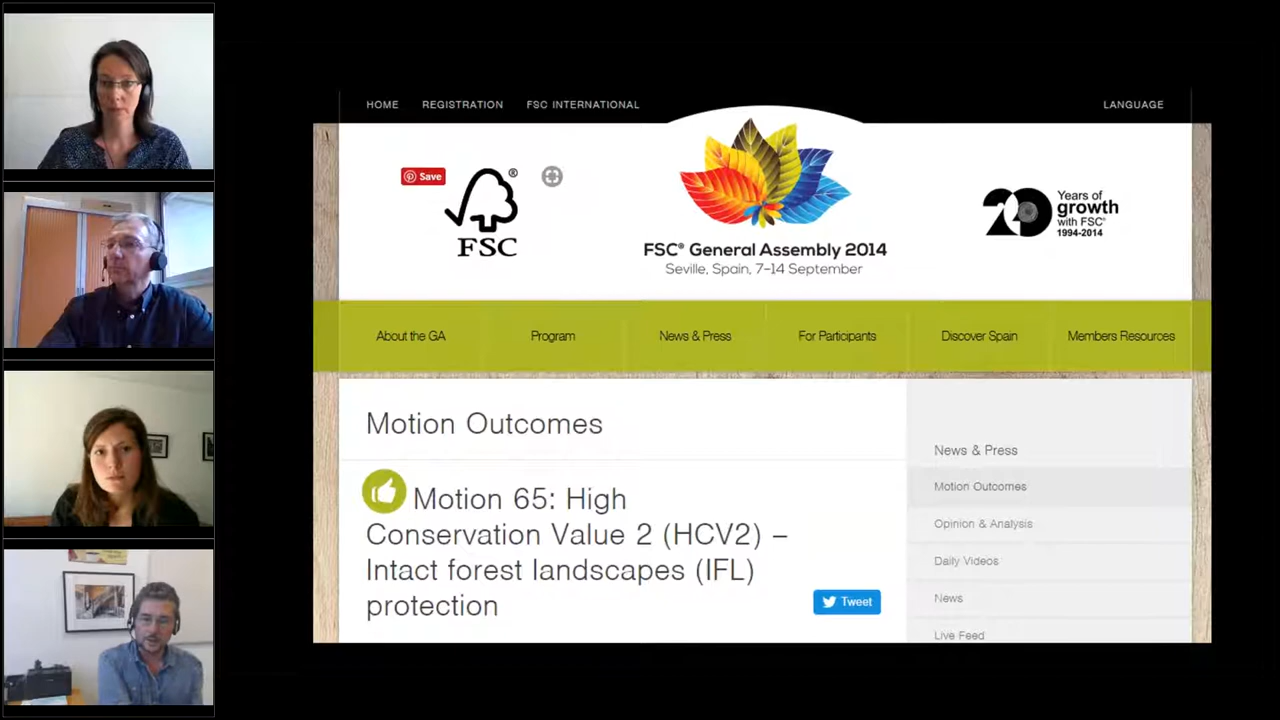 HOME REGISTRATION FSC INTERNATIONAL LANGUAGE
Save
®
FSC
FSC® General Assembly 2014
Seville, Spain, 7–14 September
20 Years of
growth
with FSC®
1994-2014
About the GA Program News & Press For Participants Discover Spain Members Resources
Motion Outcomes
Motion 65: High
Conservation Value 2 (HCV2) –
Intact forest landscapes (IFL)
protection
Tweet
News & Press
Motion Outcomes
Opinion & Analysis
Daily Videos
News
Live Feed